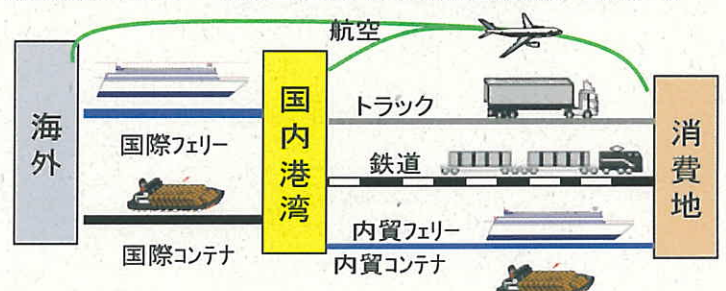 航空
海外
国際フェリー
国際コンテナ
国内港湾
トラック
鉄道
内貿フェリー
内貿コンテナ
消費地